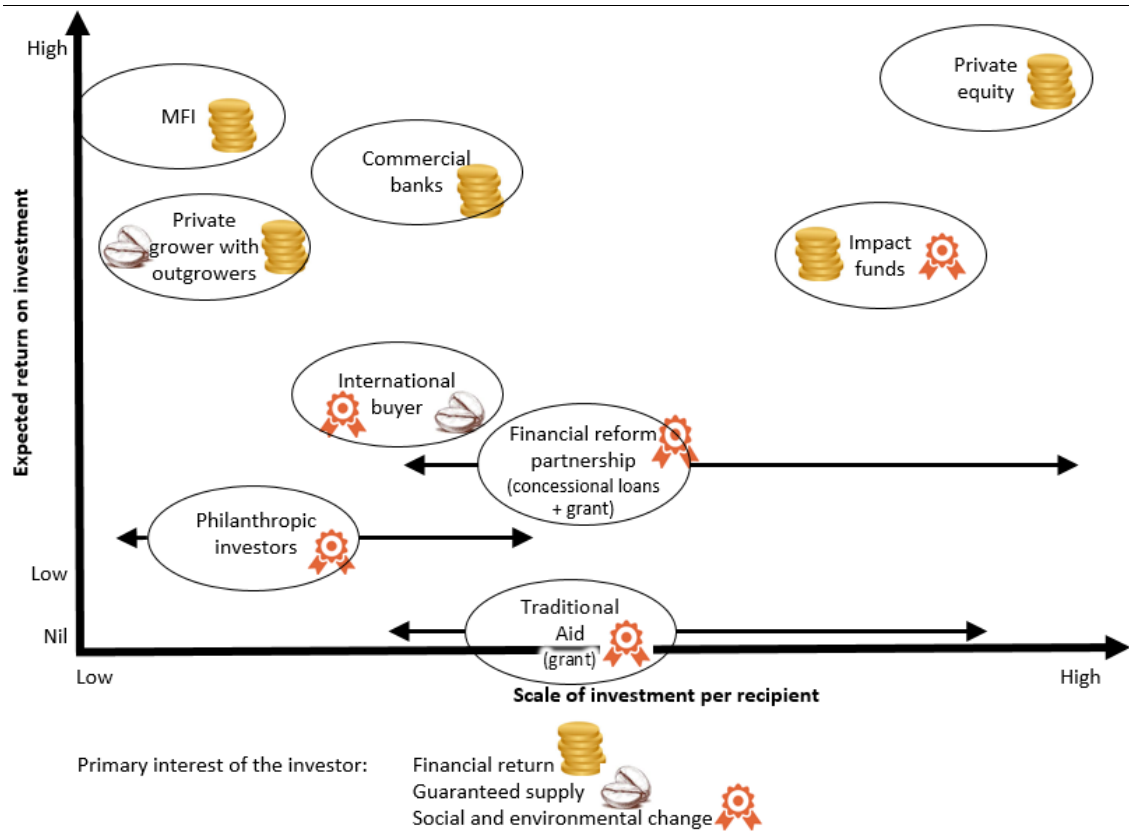 High
MFI
Private
equity
Commercial
banks
Private
grower with
outgrowers
Impact
funds
Expected return on investment
International
buyer
Financial reform
partnership
(concessional loans
+ grant)
Philanthropic
investors
Low
Traditional
Aid
(grant)
Nil
Low
High
Scale of investment per recipient
Primary interest of the investor:
Financial return
Guaranteed supply
Social and environmental change